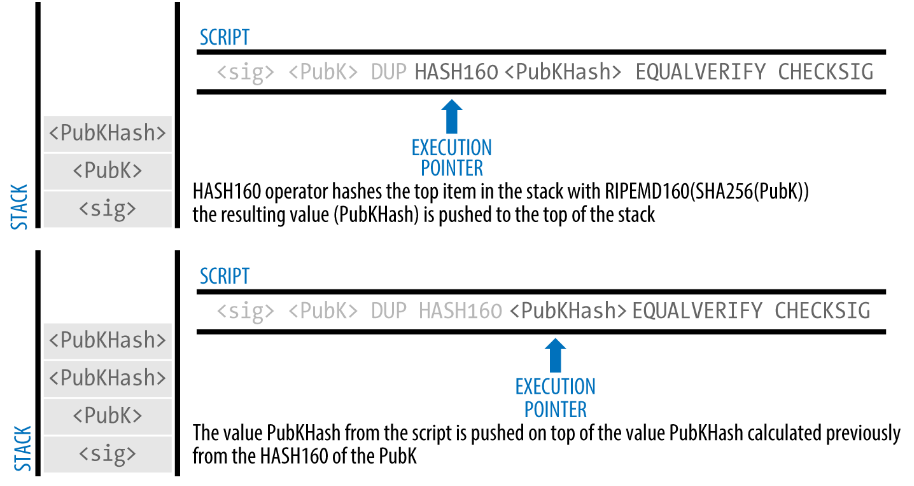 SCRIPT
<sig> <PubK> DUP HASH160 <PubKHash> EQUALVERIFY CHECKSIG
<PubKHash>
<PubK>
<sig>
STACK
EXECUTION
POINTER
HASH160 operator hashes the top item in the stack with RIPEMD160(SHA256(PubK))
the resulting value (PubKHash) is pushed to the top of the stack
SCRIPT
<sig> <PubK> DUP HASH160 <PubKHash> EQUALVERIFY CHECKSIG
<PubKHash>
<PubKHash>
<PubK>
<sig>
STACK
EXECUTION
POINTER
The value PubKHash from the script is pushed on top of the value PubKHash calculated previously
from the HASH160 of the PubK